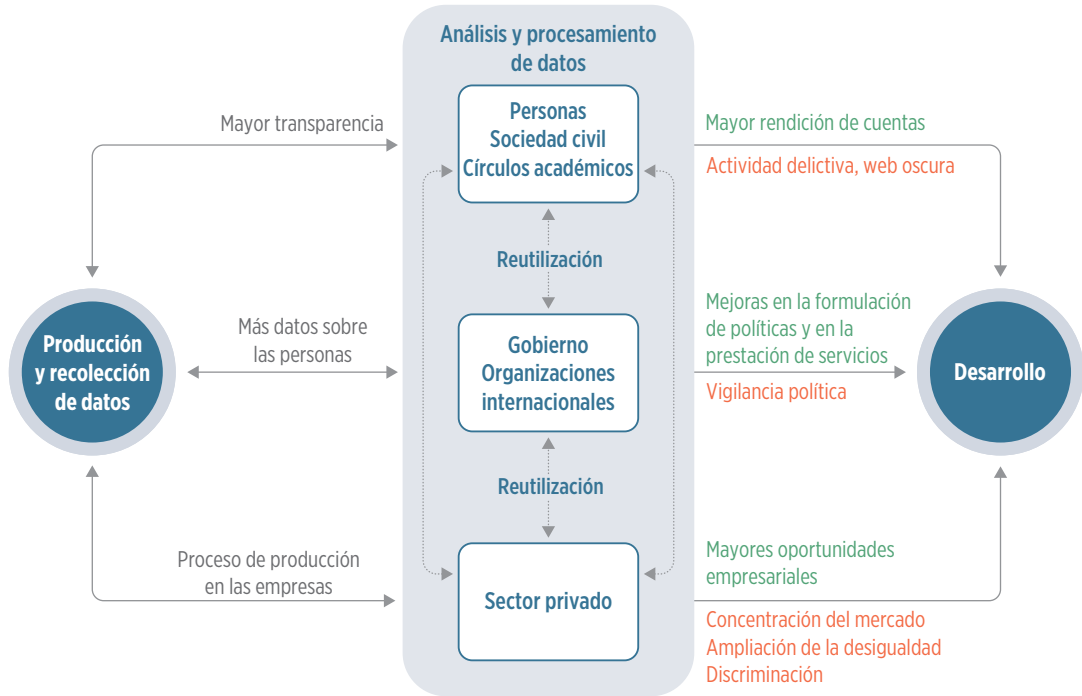 Análisis y procesamiento
de datos
Personas
Sociedad civil
Círculos académicos
Mayor transparencia
Mayor rendición de cuentas
Actividad delictiva, web oscura
Reutilización
Producción
y recolección
de datos
Más datos sobre
las personas
Gobierno
Organizaciones
internacionales
Mejoras en la formulación
de políticas y en la
prestación de servicios
Vigilancia política
Desarrollo
Reutilización
Proceso de producción
en las empresas
Sector privado
Mayores oportunidades
empresariales
Concentración del mercado
Ampliación de la desigualdad
Discriminación